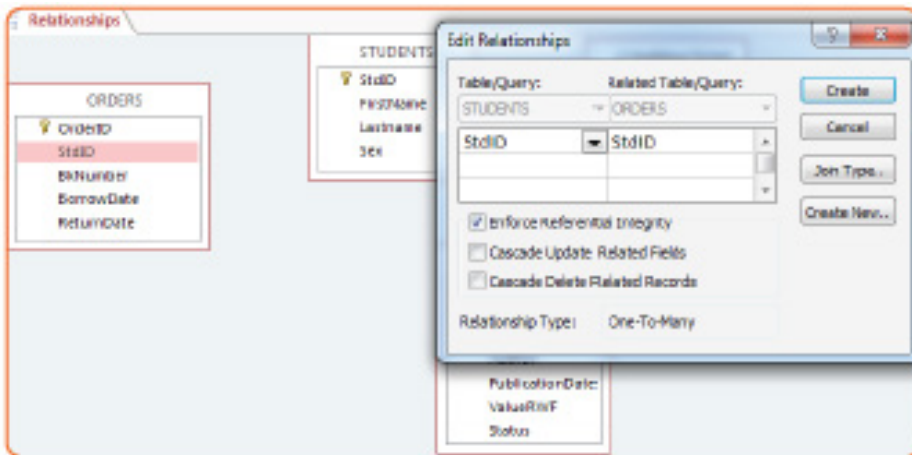 Relationships
ORDERS
OrderID
StdID
BkNumber
BorrowDate
ReturnDate
STUDENTS
StdID
FirstName
Lastname
Sex
Edit Relationships
Table/Query: Related Table/Query:
STUDENTS ORDERS
StdID StdID
Enforce Referential Integrity
Cascade Update Related Fields
Cascade Delete Related Records
Relationship Type: One-To-Many
Create
Cancel
Join Type..
Create New..
PublicationDate
ValueRWF
Status